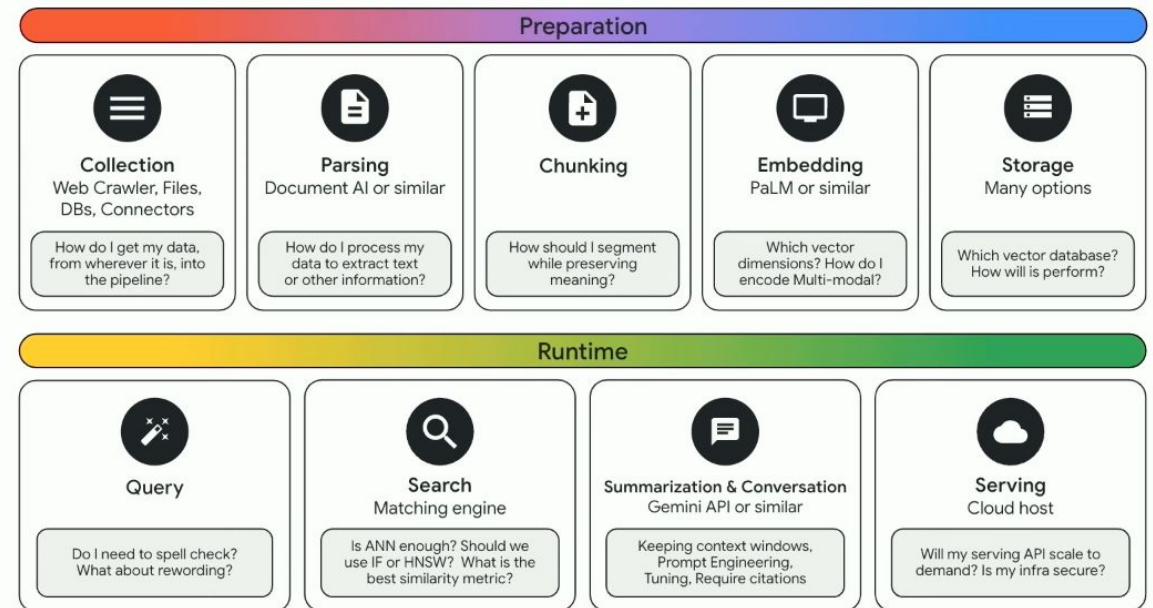 Preparation
Collection
Web Crawler, Files,
DBs, Connectors
How do I get my data,
from wherever it is, into
the pipeline?
Parsing
Document AI or similar
How do I process my
data to extract text
or other information?
Chunking
How should I segment
while preserving
meaning?
Embedding
PaLM or similar
Which vector
dimensions? How do I
encode Multi-modal?
Storage
Many options
Which vector database?
How will is perform?
Runtime
Query
Do I need to spell check?
What about rewording?
Search
Matching engine
Is ANN enough? Should we
use IF or HNSW? What is the
best similarity metric?
Summarization & Conversation
Gemini API or similar
Keeping context windows,
Prompt Engineering,
Tuning, Require citations
Serving
Cloud host
Will my serving API scale to
demand? Is my infra secure?